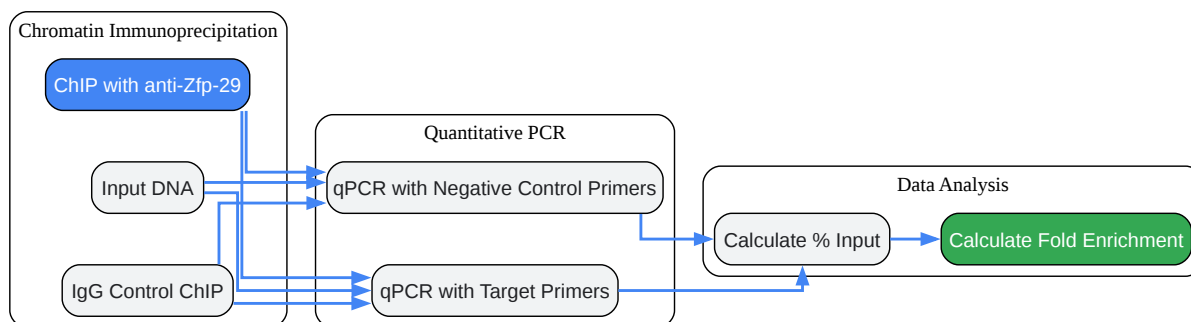 Chromatin Immunoprecipitation
ChIP with anti-Zfp-29
Input DNA
IgG Control ChIP
Quantitative PCR
qPCR with Negative Control Primers
qPCR with Target Primers
Data Analysis
Calculate % Input
Calculate Fold Enrichment